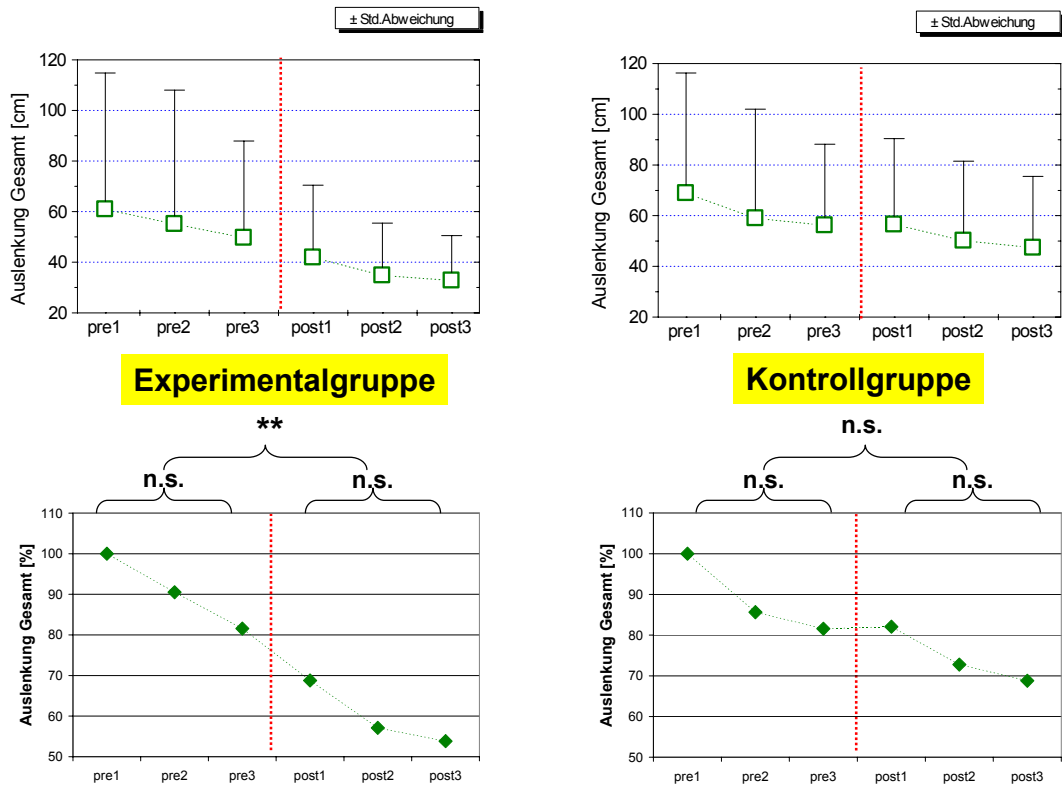 ± Std.Abweichung
± Std.Abweichung
Auslenkung Gesamt [cm]
120
100
80
60
40
20
pre1 pre2 pre3 post1 post2 post3
Auslenkung Gesamt [cm]
120
100
80
60
40
20
pre1 pre2 pre3 post1 post2 post3
Experimentalgruppe
Kontrollgruppe
**
n.s. n.s.
n.s.
n.s. n.s.
Auslenkung Gesamt [%]
110
100
90
80
70
60
50
pre1 pre2 pre3 post1 post2 post3
Auslenkung Gesamt [%]
110
100
90
80
70
60
50
pre1 pre2 pre3 post1 post2 post3